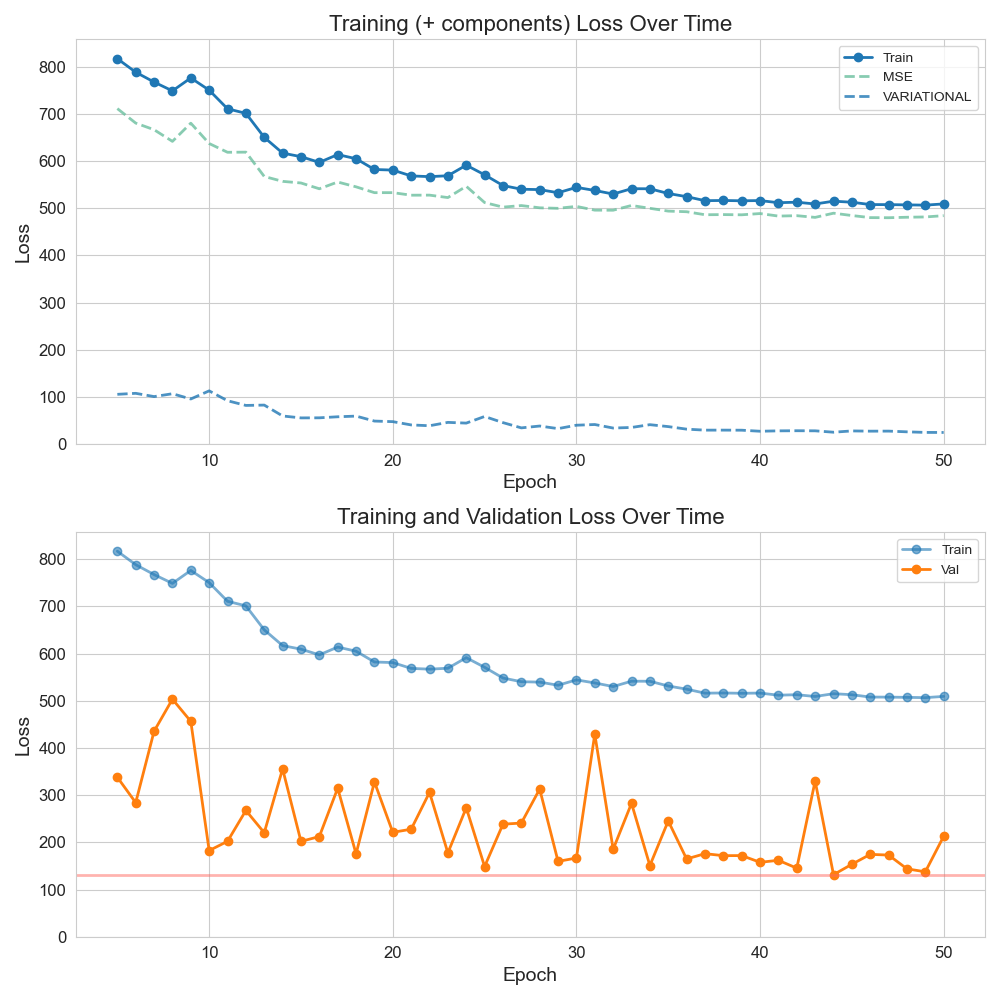 Training (+ components) Loss Over Time
Train
MSE
VARIATIONAL
Loss
800
700
600
500
400
300
200
100
0
10
20
30
40
50
Epoch
Training and Validation Loss Over Time
Train
Val
Loss
800
700
600
500
400
300
200
100
0
10
20
30
40
50
Epoch